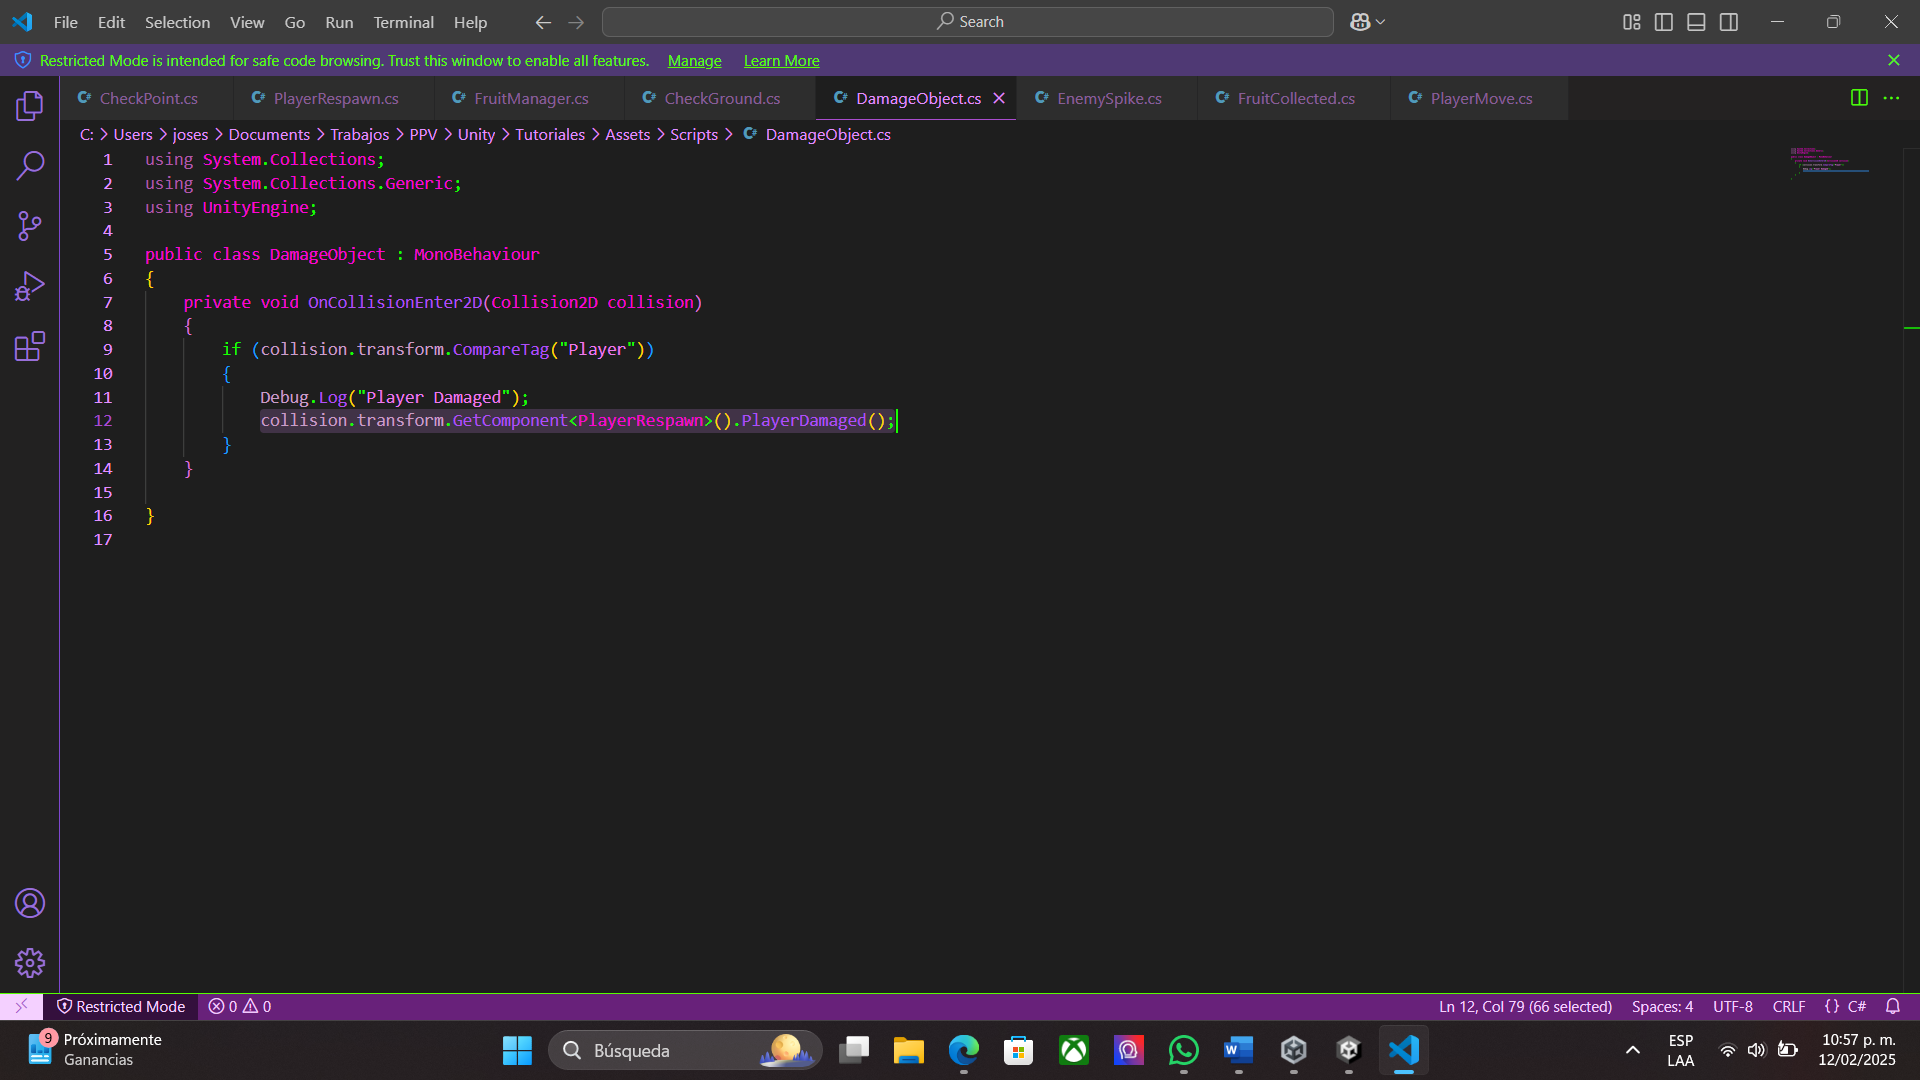 File Edit Selection View Go Run Terminal Help Search
Restricted Mode is intended for safe code browsing. Trust this window to enable all features. Manage Learn More
CheckPoint.cs PlayerRespawn.cs FruitManager.cs CheckGround.cs DamageObject.cs EnemySpike.cs FruitCollected.cs PlayerMove.cs
C: > Users > joses > Documents > Trabajos > PPV > Unity > Tutoriales > Assets > Scripts > DamageObject.cs
1 using System.Collections;
2 using System.Collections.Generic;
3 using UnityEngine;
4
5 public class DamageObject : MonoBehaviour
6 {
7 private void OnCollisionEnter2D(Collision2D collision)
8 {
9 if (collision.transform.CompareTag("Player"))
10 {
11 Debug.Log("Player Damaged");
12 collision.transform.GetComponent<PlayerRespawn>().PlayerDamaged();
13 }
14 }
15
16 }
17
Restricted Mode 0 0 Ln 12, Col 79 (66 selected) Spaces: 4 UTF-8 CRLF {} C#
9 Próximamente
Ganancias
Búsqueda
ESP
LAA
10:57 p. m.
12/02/2025